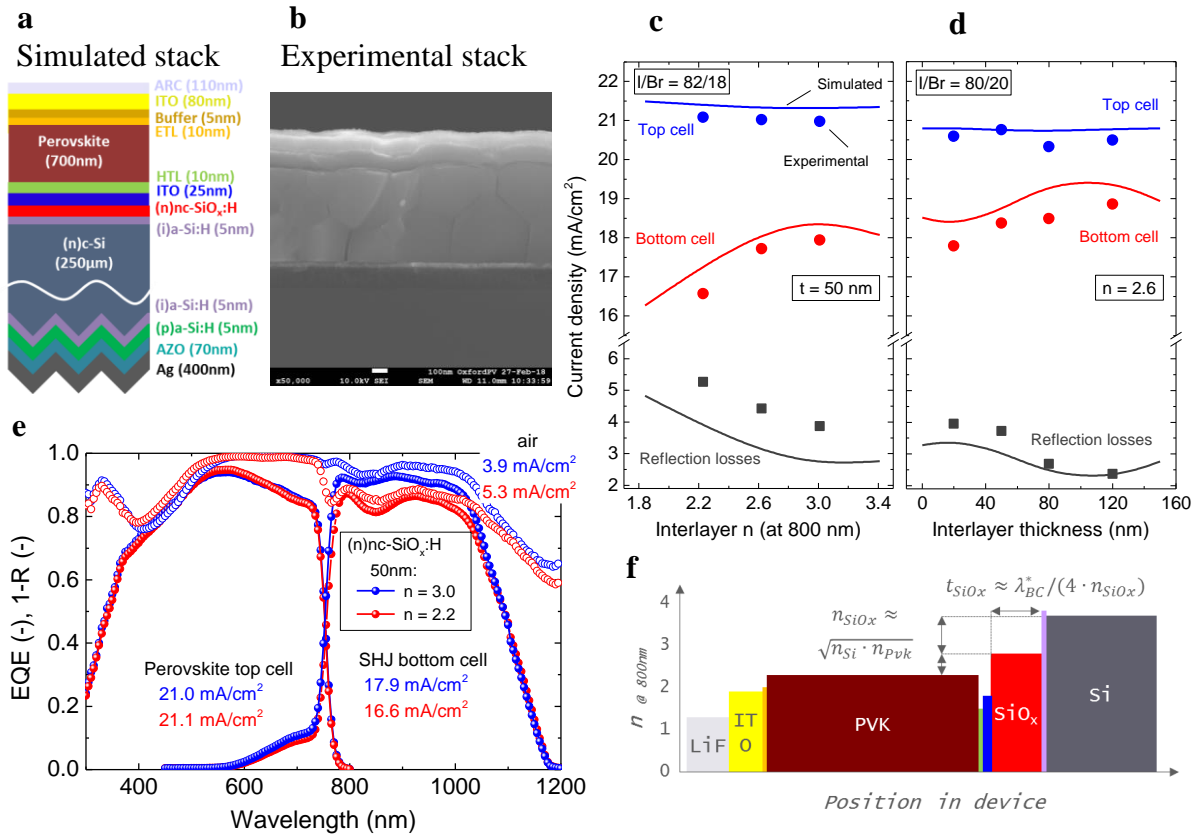 a
Simulated stack
ARC (110nm)
ITO (80nm)
Buffer (5nm)
ETL (10nm)
Perovskite
(700nm)
HTL (10nm)
ITO (25nm)
(n)nc-SiOₓ:H
(i)a-Si:H (5nm)
(n)c-Si
(250µm)
(i)a-Si:H (5nm)
(p)a-Si:H (5nm)
AZO (70nm)
Ag (400nm)
b
Experimental stack
100nm OxfordPV 27-Feb-18
x50,000 10.0kV SEI SEM WD 11.0mm 10:33:59
c
Current density (mA/cm²)
22
21
20
19
18
17
16
6
5
4
3
2
I/Br = 82/18
Simulated
Top cell
Experimental
Bottom cell
t = 50 nm
Reflection losses
1.8 2.2 2.6 3.0 3.4
Interlayer n (at 800 nm)
d
I/Br = 80/20
Top cell
Bottom cell
n = 2.6
Reflection losses
0 40 80 120 160
Interlayer thickness (nm)
e
EQE (-), 1-R (-)
1.0
0.8
0.6
0.4
0.2
0.0
air
3.9 mA/cm²
5.3 mA/cm²
(n)nc-SiOₓ:H
50nm:
n = 3.0
n = 2.2
Perovskite top cell
21.0 mA/cm²
21.1 mA/cm²
SHJ bottom cell
17.9 mA/cm²
16.6 mA/cm²
400 600 800 1000 1200
Wavelength (nm)
f
n @ 800nm
4
3
2
1
0
t_SiOx ≈ λ*_BC/(4 · n_SiOx)
n_SiOx ≈
√n_Si · n_Pvk
LiF
IT
O
PVK
SiOₓ
Si
Position in device